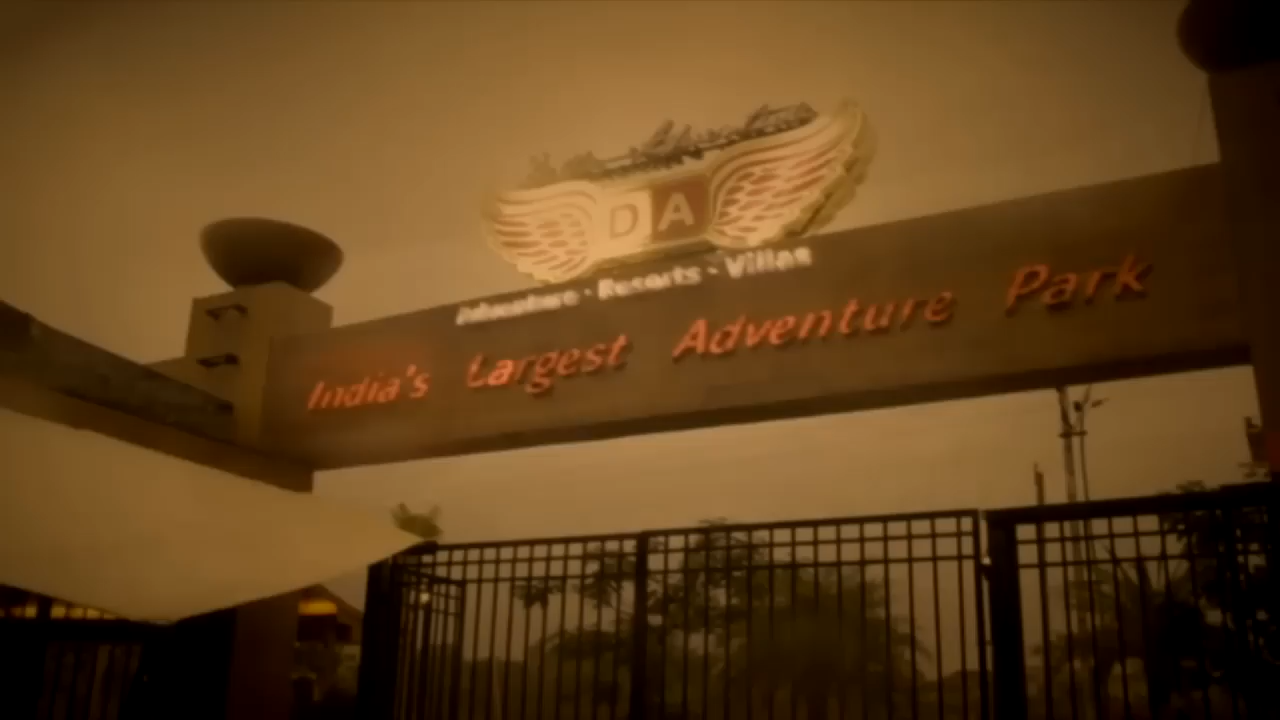 DA
Adventure · Resorts · Villas
India's Largest Adventure Park